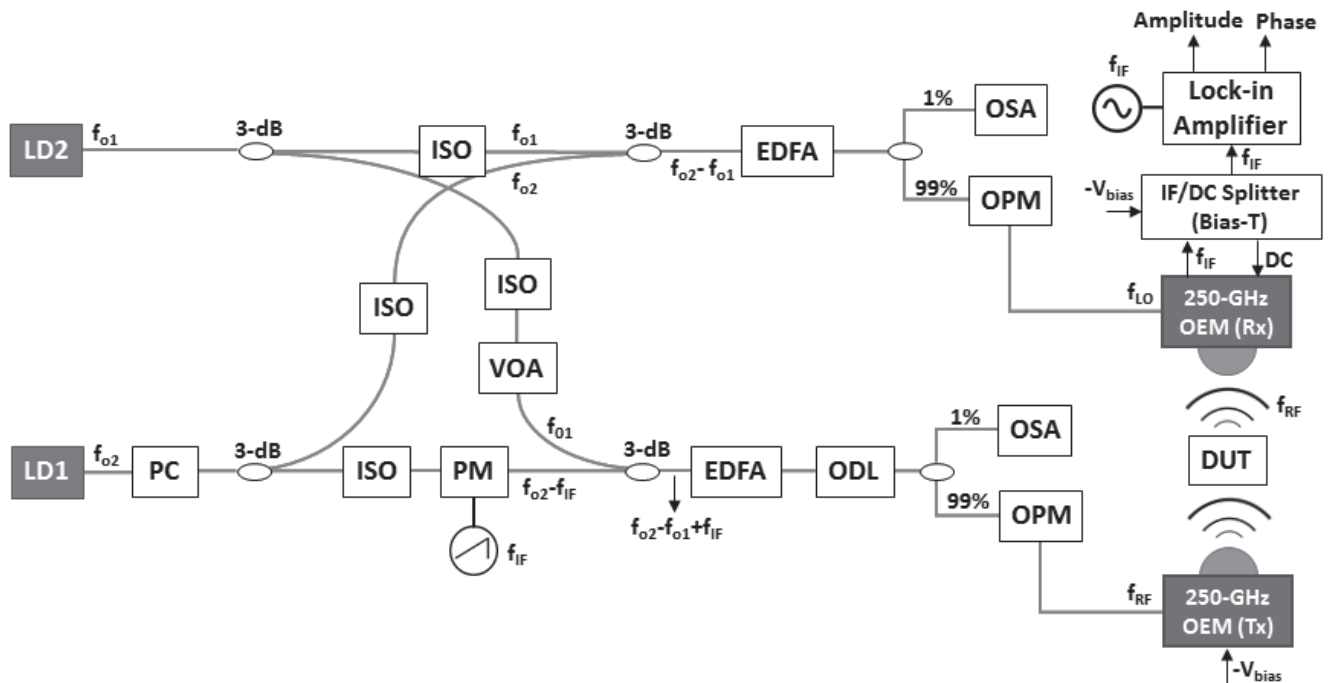 Amplitude Phase
f_IF
Lock-in
Amplifier
f_IF
1%
OSA
3-dB
f_o1
LD2
ISO
f_o1
3-dB
EDFA
f_o2
f_o2- f_o1
99%
OPM
-V_bias
IF/DC Splitter
(Bias-T)
f_IF
DC
ISO
ISO
f_LO
250-GHz
OEM (Rx)
VOA
f_RF
f_01
1%
OSA
DUT
LD1
f_o2
PC
3-dB
ISO
PM
f_o2-f_IF
3-dB
EDFA
ODL
f_o2-f_o1+f_IF
99%
OPM
f_IF
f_RF
250-GHz
OEM (Tx)
-V_bias